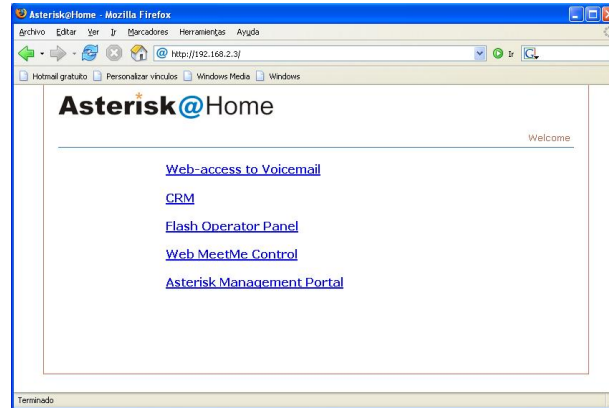 Asterisk@Home - Mozilla Firefox
Archivo Editar Ver Ir Marcadores Herramientas Ayuda
http://192.168.2.3/ Ir G
Hotmail gratuito Personalizar vínculos Windows Media Windows
Asterisk@Home
Welcome
Web-access to Voicemail
CRM
Flash Operator Panel
Web MeetMe Control
Asterisk Management Portal
Terminado